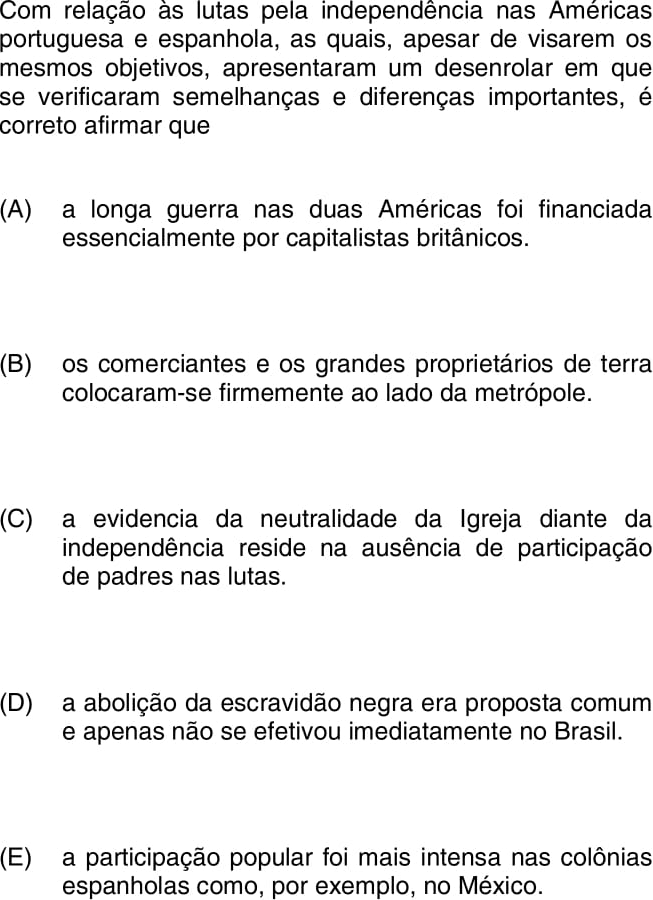 Com relação às lutas pela independência nas Américas
portuguesa e espanhola, as quais, apesar de visarem os
mesmos objetivos, apresentaram um desenrolar em que
se verificaram semelhanças e diferenças importantes, é
correto afirmar que
(A) a longa guerra nas duas Américas foi financiada
essencialmente por capitalistas britânicos.
(B) os comerciantes e os grandes proprietários de terra
colocaram-se firmemente ao lado da metrópole.
(C) a evidencia da neutralidade da Igreja diante da
independência reside na ausência de participação
de padres nas lutas.
(D) a abolição da escravidão negra era proposta comum
e apenas não se efetivou imediatamente no Brasil.
(E) a participação popular foi mais intensa nas colônias
espanholas como, por exemplo, no México.